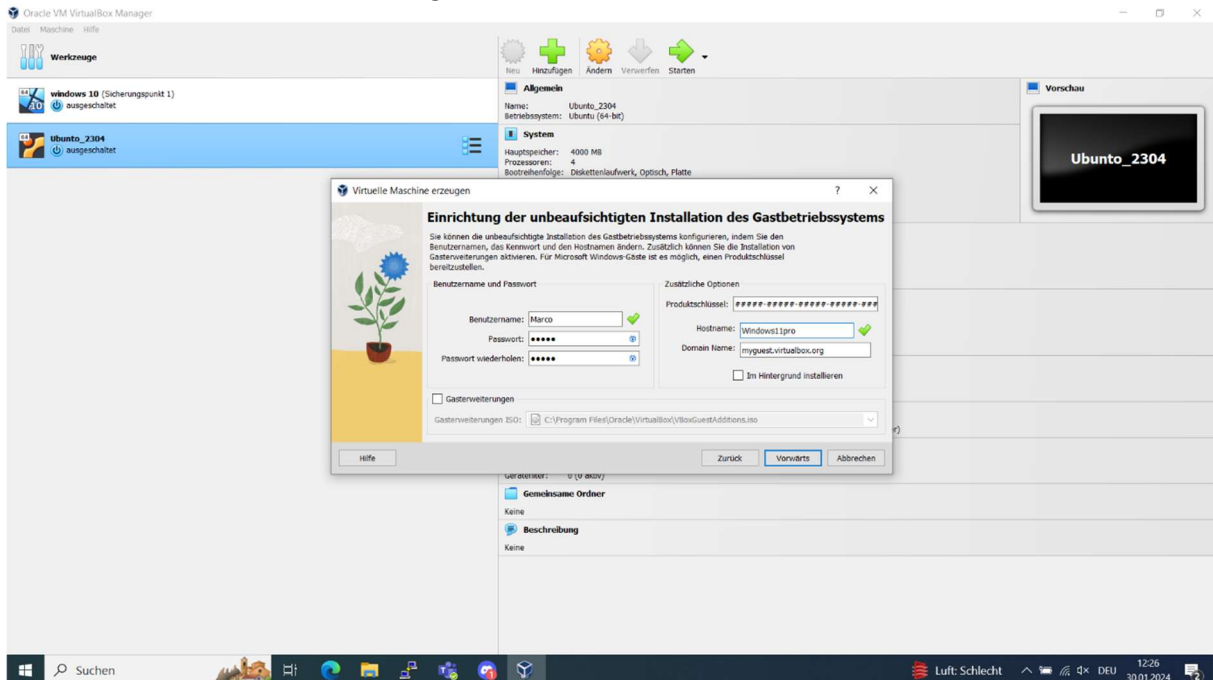 Oracle VM VirtualBox Manager
Datei Maschine Hilfe
Werkzeuge
Neu Hinzufügen Ändern Verwerfen Starten
windows 10 (Sicherungspunkt 1)
ausgeschaltet
Ubunto_2304
ausgeschaltet
Allgemein
Name: Ubunto_2304
Betriebssystem: Ubuntu (64-bit)
System
Hauptspeicher: 4000 MB
Prozessoren: 4
Bootreihenfolge: Diskettenlaufwerk, Optisch, Platte
Vorschau
Ubunto_2304
Virtuelle Maschine erzeugen
Einrichtung der unbeaufsichtigten Installation des Gastbetriebssystems
Sie können die unbeaufsichtigte Installation des Gastbetriebssystems konfigurieren, indem Sie den
Benutzernamen, das Kennwort und den Hostnamen ändern. Zusätzlich können Sie die Installation von
Gasterweiterungen aktivieren. Für Microsoft Windows-Gäste ist es möglich, einen Produktschlüssel
bereitzustellen.
Benutzername und Passwort
Benutzername: Marco
Passwort: •••••
Passwort wiederholen: •••••
Zusätzliche Optionen
Produktschlüssel: #####-#####-#####-#####-###
Hostname: Windows11pro
Domain Name: myguest.virtualbox.org
Im Hintergrund installieren
Gasterweiterungen
Gasterweiterungen ISO: C:\Program Files\Oracle\VirtualBox\VBoxGuestAdditions.iso
Hilfe Zurück Vorwärts Abbrechen
Gerätefilter: 0 (0 aktiv)
Gemeinsame Ordner
Keine
Beschreibung
Keine
Suchen
Luft: Schlecht
DEU
12:26
30.01.2024